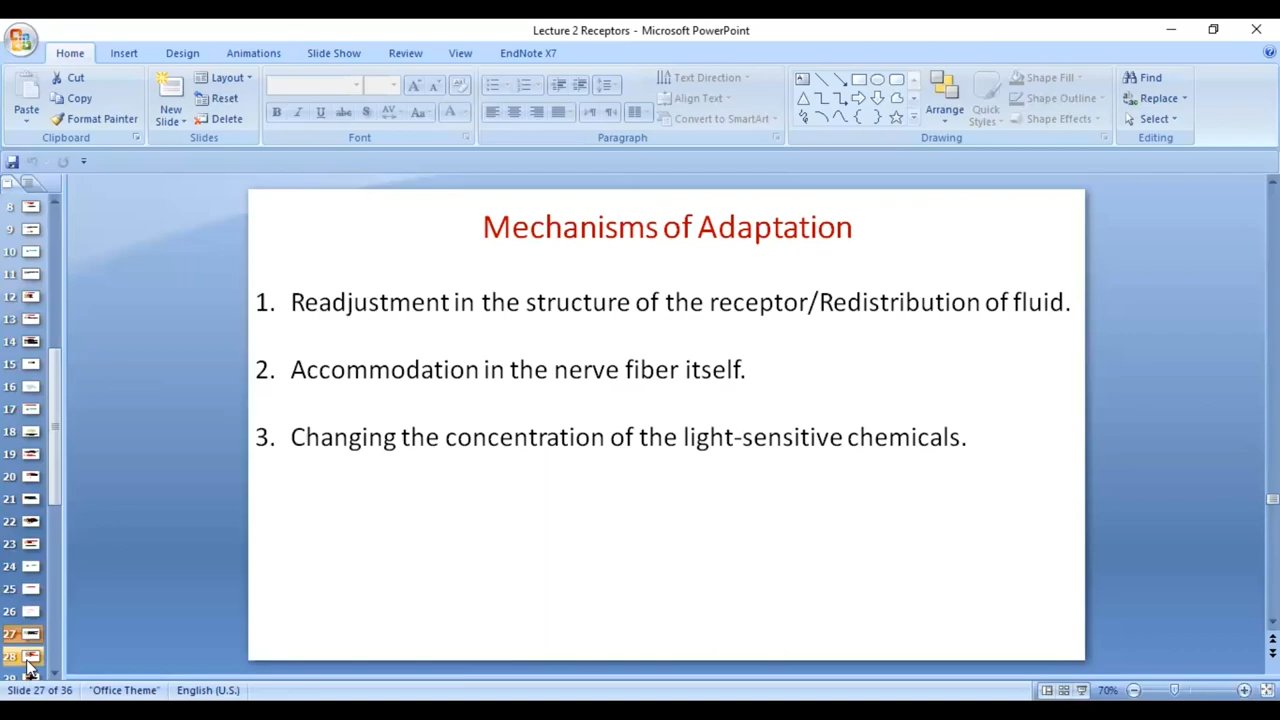 Lecture 2 Receptors - Microsoft PowerPoint
Home Insert Design Animations Slide Show Review View EndNote X7
Paste
Cut
Copy
Format Painter
Clipboard
New Slide
Layout
Reset
Delete
Slides
B I U abc S AV Aa A
Font
Text Direction
Align Text
Convert to SmartArt
Paragraph
Arrange
Quick Styles
Shape Fill
Shape Outline
Shape Effects
Drawing
Find
Replace
Select
Editing
8
9
10
11
12
13
14
15
16
17
18
19
20
21
22
23
24
25
26
27
28
Mechanisms of Adaptation
1. Readjustment in the structure of the receptor/Redistribution of fluid.
2. Accommodation in the nerve fiber itself.
3. Changing the concentration of the light-sensitive chemicals.
Slide 27 of 36 "Office Theme" English (U.S.) 70%